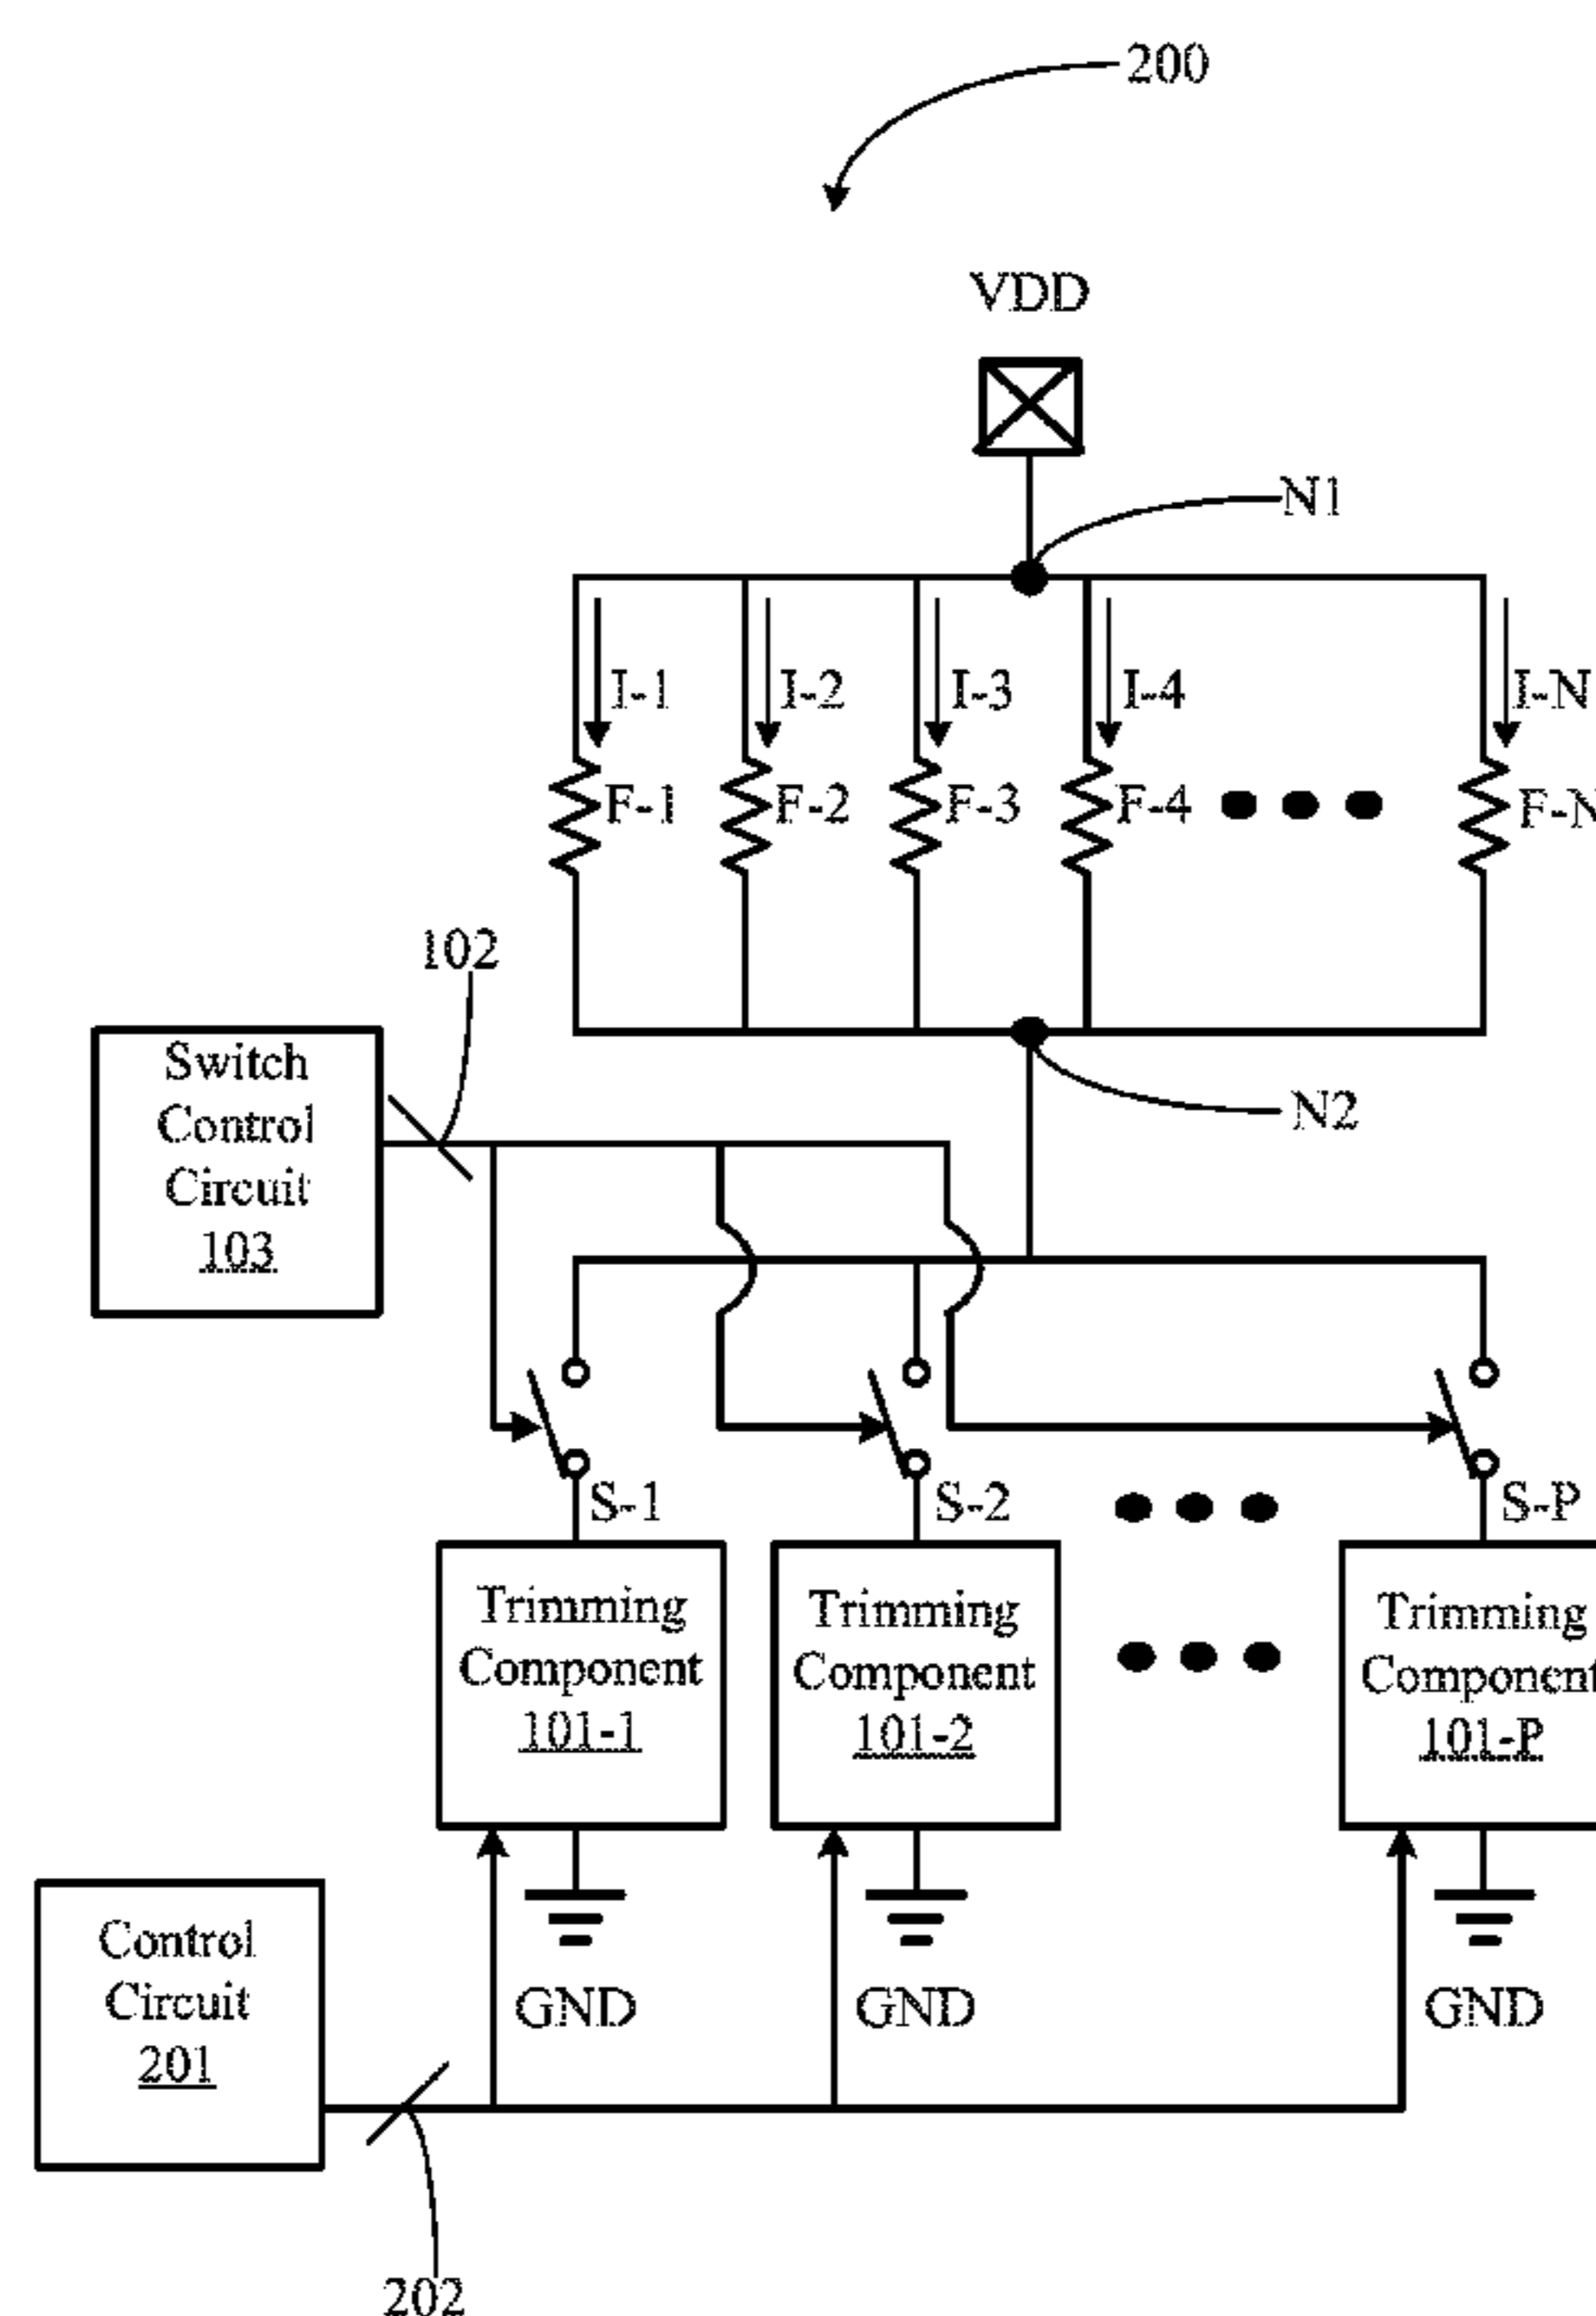 200
VDD
N1
I-1 I-2 I-3 I-4 I-N
F-1 F-2 F-3 F-4 F-N
102
Switch
Control
Circuit
103
N2
S-1 S-2 S-P
Trimming
Component
101-1
Trimming
Component
101-2
Trimming
Component
101-P
Control
Circuit
201
GND GND GND
202